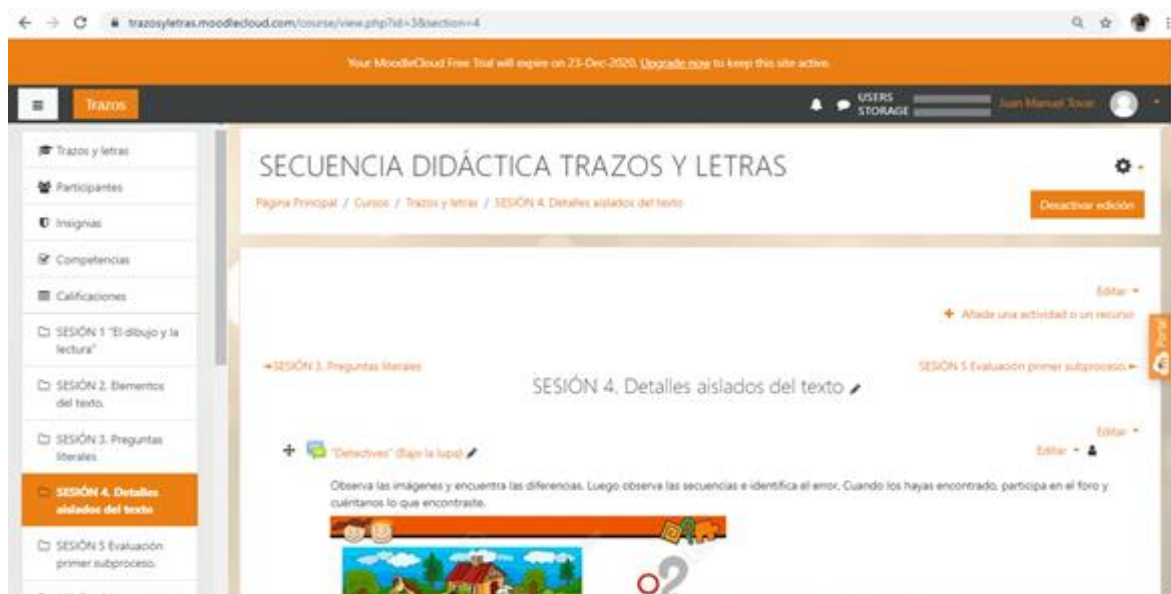 trazosyletras.moodlecloud.com/course/view.php?id=3&section=4
Your MoodleCloud Free Trial will expire on 23-Dec-2020. Upgrade now to keep this site active.
Trazos
USERS
STORAGE
Juan Manuel Tovar
Trazos y letras
Participantes
Insignias
Competencias
Calificaciones
SESIÓN 1 "El dibujo y la
lectura"
SESIÓN 2. Elementos
del texto.
SESIÓN 3. Preguntas
literales
SESIÓN 4. Detalles
aislados del texto
SESIÓN 5 Evaluación
primer subproceso.
SECUENCIA DIDÁCTICA TRAZOS Y LETRAS
Página Principal / Cursos / Trazos y letras / SESIÓN 4. Detalles aislados del texto
Desactivar edición
Editar
Añade una actividad o un recurso
SESIÓN 3. Preguntas literales
SESIÓN 5 Evaluación primer subproceso.
SESIÓN 4. Detalles aislados del texto
Editar
"Detectives" (Bajo la lupa)
Editar
Observa las imágenes y encuentra las diferencias. Luego observa las secuencias e identifica el error. Cuando los hayas encontrado, participa en el foro y
cuéntanos lo que encontraste.
2
Portal